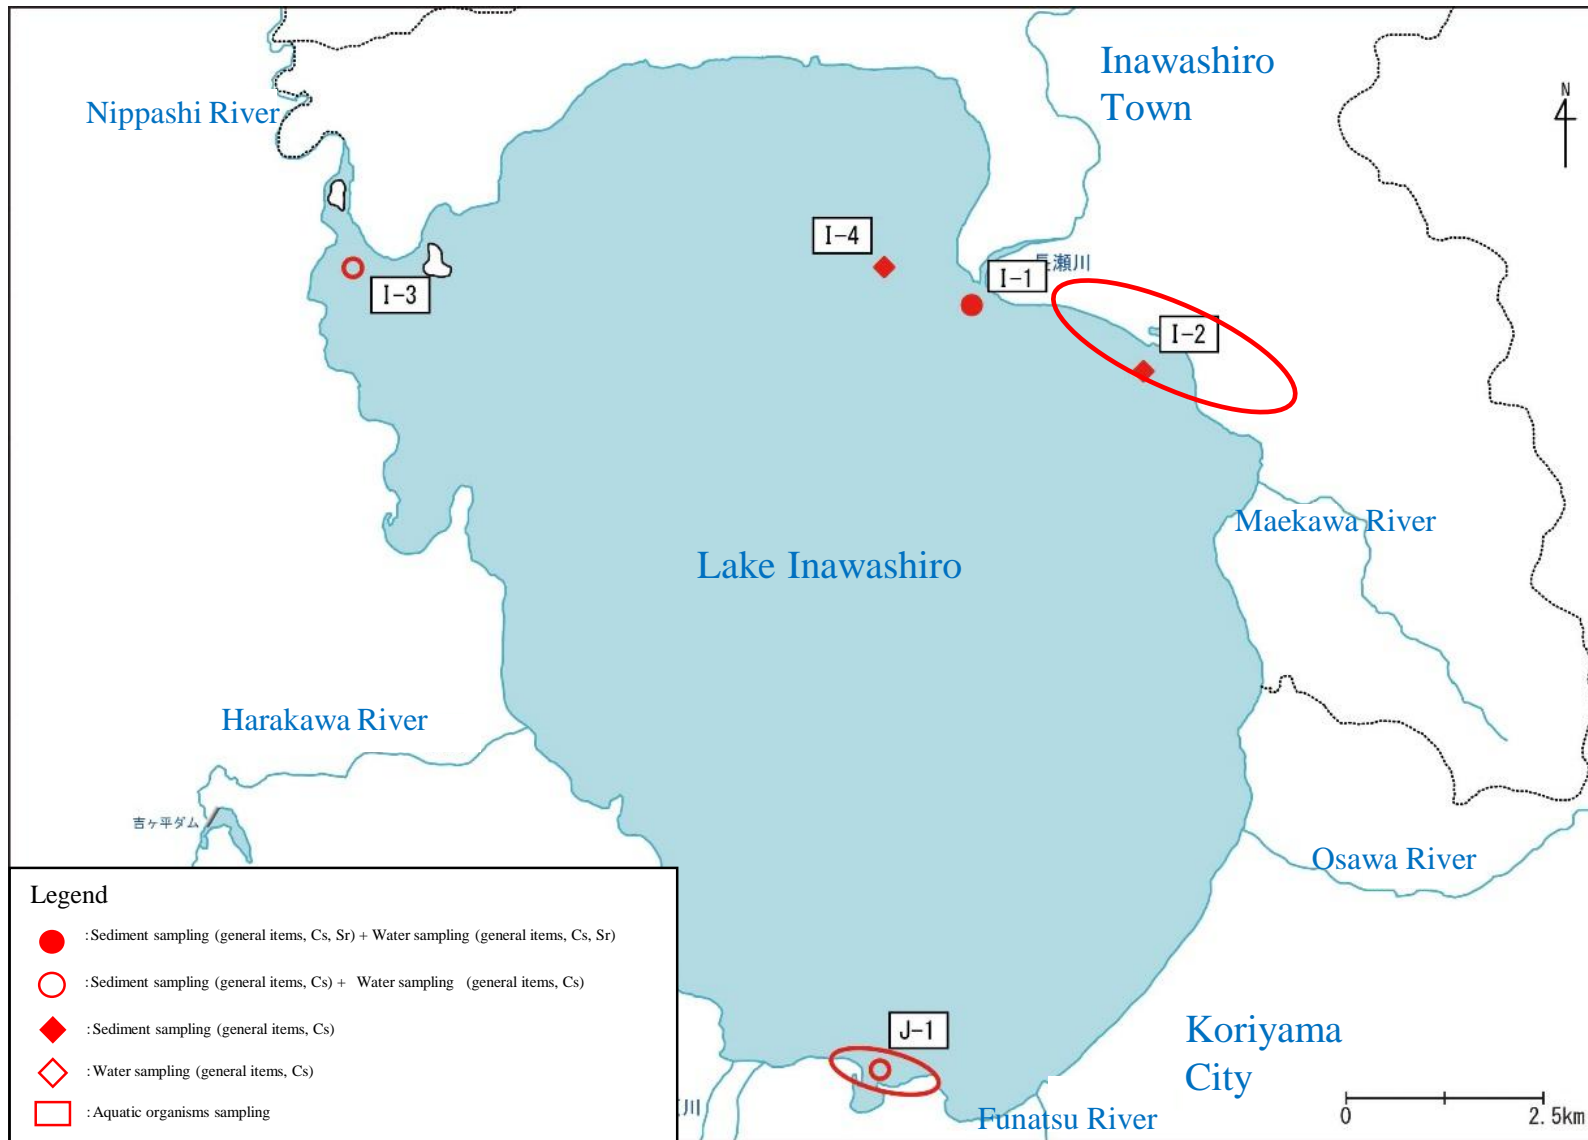 Inawashiro
Town
N
Nippashi River
I-4
長瀬川
I-1
I-3
I-2
Maekawa River
Lake Inawashiro
Harakawa River
吉ヶ平ダム
Osawa River
Legend
:Sediment sampling (general items, Cs, Sr) + Water sampling (general items, Cs, Sr)
:Sediment sampling (general items, Cs) + Water sampling (general items, Cs)
:Sediment sampling (general items, Cs)
:Water sampling (general items, Cs)
: Aquatic organisms sampling
J-1
Koriyama
City
川
Funatsu River
0 2.5km